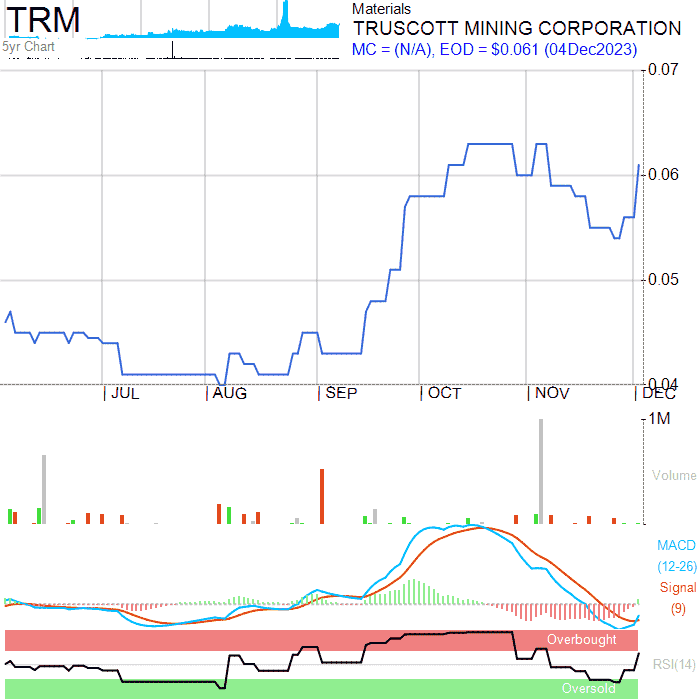 TRM
Materials
TRUSCOTT MINING CORPORATION
5yr Chart
MC = (N/A), EOD = $0.061 (04Dec2023)
0.07
0.06
0.05
0.04
JUL
AUG
SEP
OCT
NOV
DEC
1M
Volume
MACD
(12-26)
Signal
(9)
Overbought
RSI(14)
Oversold